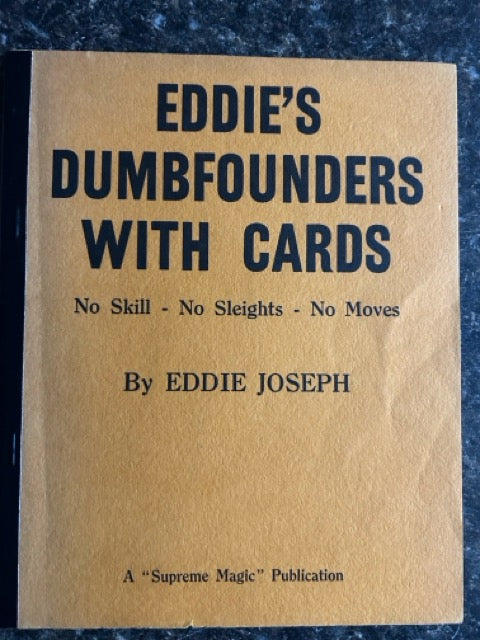 EDDIE'S
DUMBFOUNDERS
WITH CARDS
No Skill - No Sleights - No Moves
By EDDIE JOSEPH
A "Supreme Magic" Publication